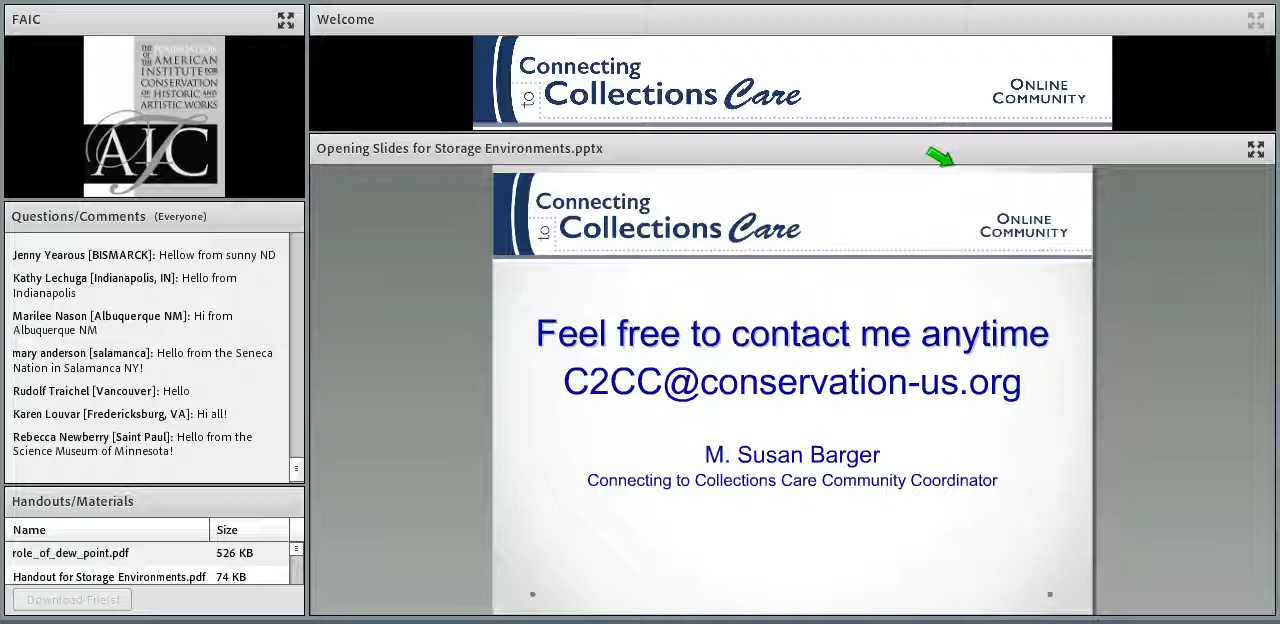 FAIC
THE FOUNDATION
OF THE AMERICAN
INSTITUTE FOR
CONSERVATION
OF HISTORIC AND
ARTISTIC WORKS
AIC
Questions/Comments (Everyone)
Jenny Yearous [BISMARCK]: Hellow from sunny ND
Kathy Lechuga [Indianapolis, IN]: Hello from
Indianapolis
Marilee Nason [Albuquerque NM]: Hi from
Albuquerque NM
mary anderson [salamanca]: Hello from the Seneca
Nation in Salamanca NY!
Rudolf Traichel [Vancouver]: Hello
Karen Louvar [Fredericksburg, VA]: Hi all!
Rebecca Newberry [Saint Paul]: Hello from the
Science Museum of Minnesota!
Handouts/Materials
Name Size
role_of_dew_point.pdf 526 KB
Handout for Storage Environments.pdf 74 KB
Download File(s)
Welcome
Connecting
to Collections Care
ONLINE
COMMUNITY
Opening Slides for Storage Environments.pptx
Connecting
to Collections Care
ONLINE
COMMUNITY
Feel free to contact me anytime
C2CC@conservation-us.org
M. Susan Barger
Connecting to Collections Care Community Coordinator